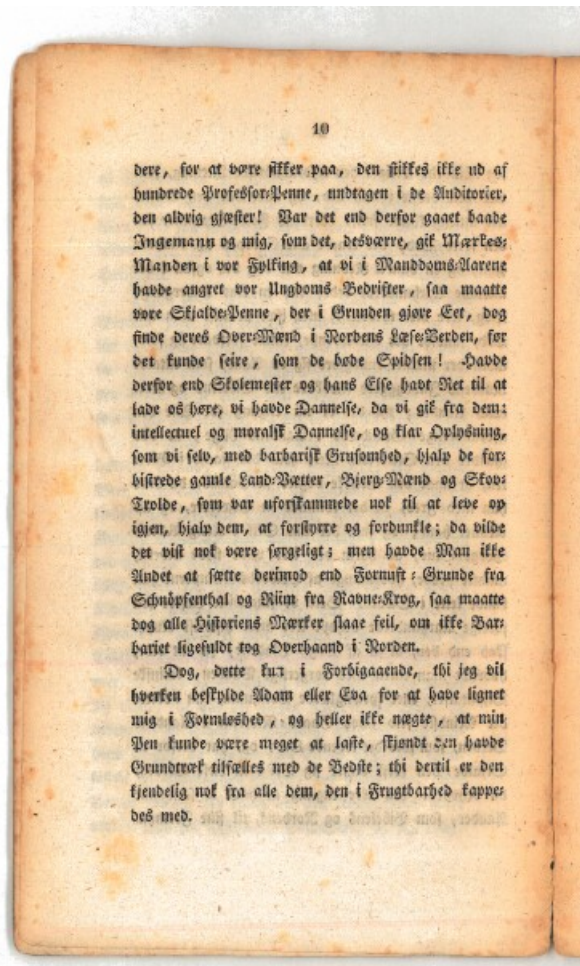 10
dere, for at være sikker paa, den stikkes ikke ud af
hundrede Professor-Penne, undtagen i de Auditorier,
den aldrig gjæster! Var det end derfor gaaet baade
Ingemann og mig, som det, desværre, gik Mærkes-
Manden i vor Fylking, at vi i Manddoms-Aarene
havde angret vor Ungdoms Bedrifter, saa maatte
vore Skjalde-Penne, der i Grunden gjøre Eet, dog
finde deres Over-Mænd i Nordens Læse-Verden, før
det kunde seire, som de bøde Spidsen! Havde
derfor end Skolemester og hans Else havt Ret til at
lade os høre, vi havde Dannelse, da vi gik fra dem:
intellectuel og moralsk Dannelse, og klar Oplysning,
som vi selv, med barbarisk Grusomhed, hjalp de for-
bistrede gamle Land-Vætter, Bjerg-Mænd og Skov-
Trolde, som var uforskammede nok til at leve op
igjen, hjalp dem, at forstyrre og fordunkle; da vilde
det vist nok være sørgeligt; men havde Man ikke
Andet at sætte derimod end Fornuft-Grunde fra
Schnöpfenthal og Riim fra Ravne-Krog, saa maatte
dog alle Historiens Mærker slaae feil, om ikke Bar-
bariet ligefuldt tog Overhaand i Norden.
Dog, dette kun i Forbigaaende, thi jeg vil
hverken beskylde Adam eller Eva for at have lignet
mig i Formløshed, og heller ikke nægte, at min
Pen kunde være meget at laste, skjøndt den havde
Grundtræk tilfælles med de Bedste; thi dertil er den
kjendelig nok fra alle dem, den i Frugtbarhed kappe-
des med.